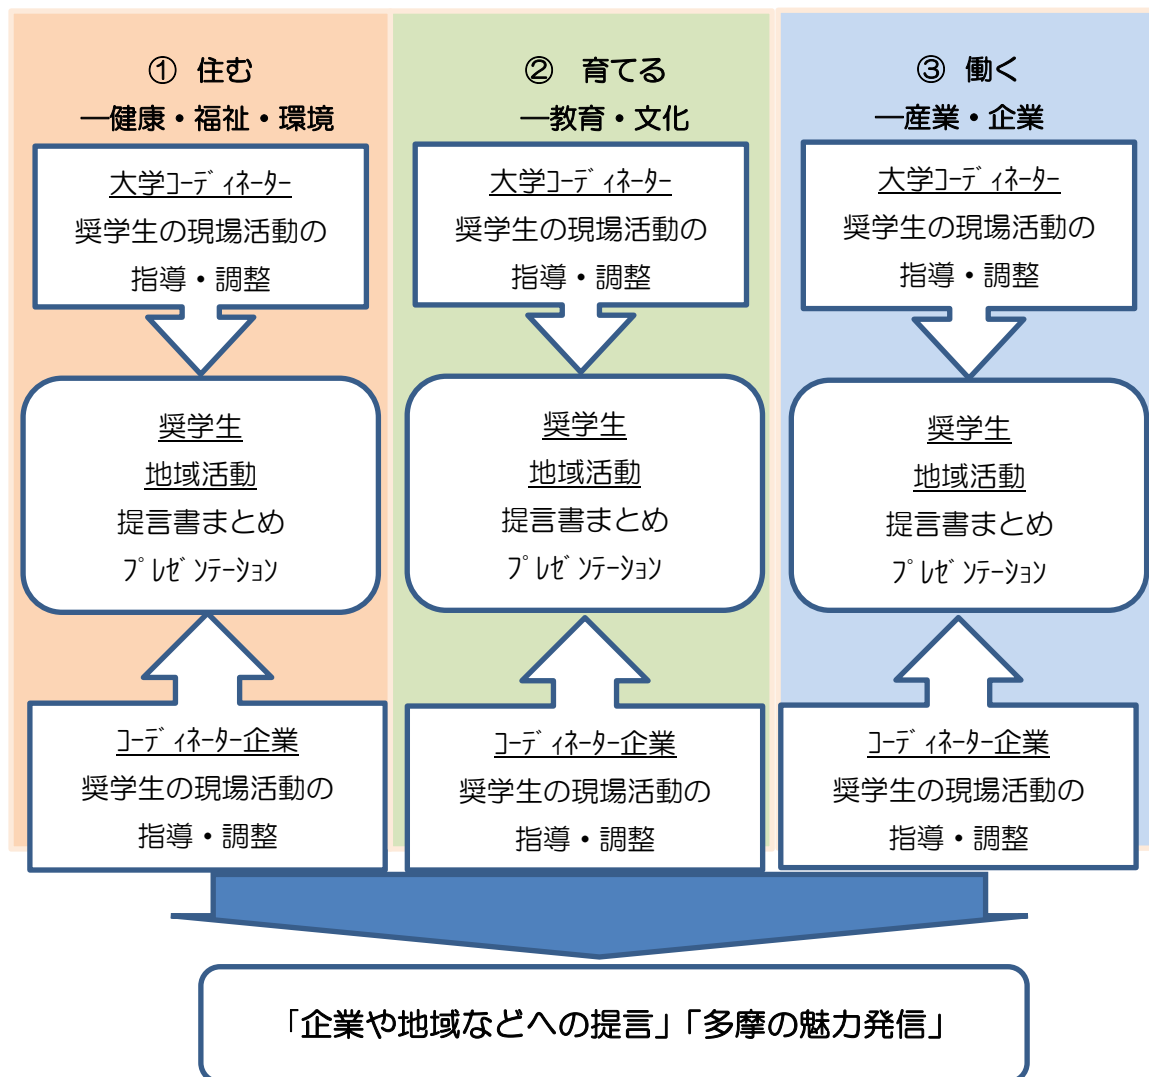 ① 住む
―健康・福祉・環境
大学ｺｰﾃﾞｨﾈｰﾀｰ
奨学生の現場活動の
指導・調整
奨学生
地域活動
提言書まとめ
ﾌﾟﾚｾﾞﾝﾃｰｼｮﾝ
ｺｰﾃﾞｨﾈｰﾀｰ企業
奨学生の現場活動の
指導・調整
② 育てる
―教育・文化
大学ｺｰﾃﾞｨﾈｰﾀｰ
奨学生の現場活動の
指導・調整
奨学生
地域活動
提言書まとめ
ﾌﾟﾚｾﾞﾝﾃｰｼｮﾝ
ｺｰﾃﾞｨﾈｰﾀｰ企業
奨学生の現場活動の
指導・調整
③ 働く
―産業・企業
大学ｺｰﾃﾞｨﾈｰﾀｰ
奨学生の現場活動の
指導・調整
奨学生
地域活動
提言書まとめ
ﾌﾟﾚｾﾞﾝﾃｰｼｮﾝ
ｺｰﾃﾞｨﾈｰﾀｰ企業
奨学生の現場活動の
指導・調整
「企業や地域などへの提言」「多摩の魅力発信」